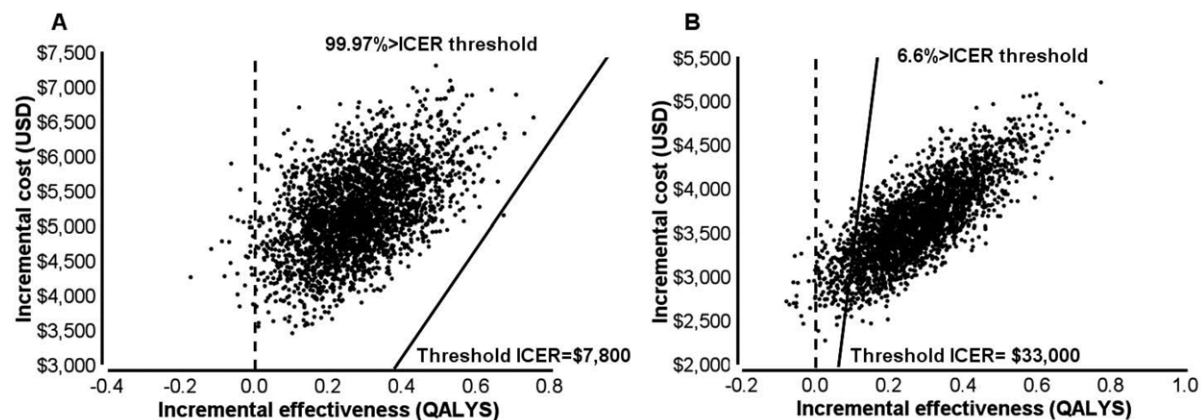 A
99.97%>ICER threshold
$7,500
$7,000
$6,500
$6,000
$5,500
$5,000
$4,500
$4,000
$3,500
$3,000
Incremental cost (USD)
Threshold ICER=$7,800
-0.4 -0.2 0.0 0.2 0.4 0.6 0.8
Incremental effectiveness (QALYS)
B
6.6%>ICER threshold
$5,500
$5,000
$4,500
$4,000
$3,500
$3,000
$2,500
$2,000
Incremental cost (USD)
Threshold ICER= $33,000
-0.2 0.0 0.2 0.4 0.6 0.8 1.0
Incremental effectiveness (QALYS)